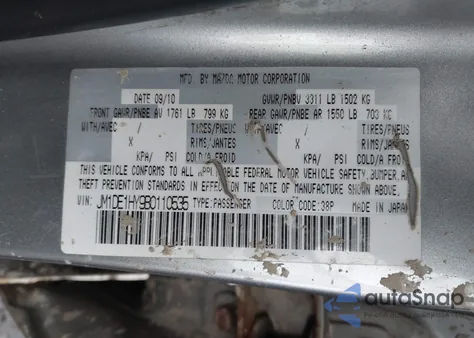 MFD BY MAZDA MOTOR CORPORATION
DATE 09/10 GVWR/PNBV 3311 LB 1502 KG
FRONT GAWR/PNBE AV 1761 LB 799 KG REAR GAWR/PNBE AR 1550 LB 703 KG
WITH/AVEC / TIRES/PNEUS WITH/AVEC / TIRES/PNEUS
X RIMS/JANTES X RIMS/JANTES
KPA/ PSI C/A FROID KPA/ PSI C/A FROID
THIS VEHICLE CONFORMS TO ALL APPLICABLE FEDERAL MOTOR VEHICLE SAFETY, BUMPER, AND
THEFT PREVENTION STANDARDS IN EFFECT ON THE DATE OF MANUFACTURE SHOWN ABOVE.
VIN: JM1DE1HY9B0110535 TYPE:PASSENGER COLOR CODE:38P MADE IN JAPAN
autoSnap